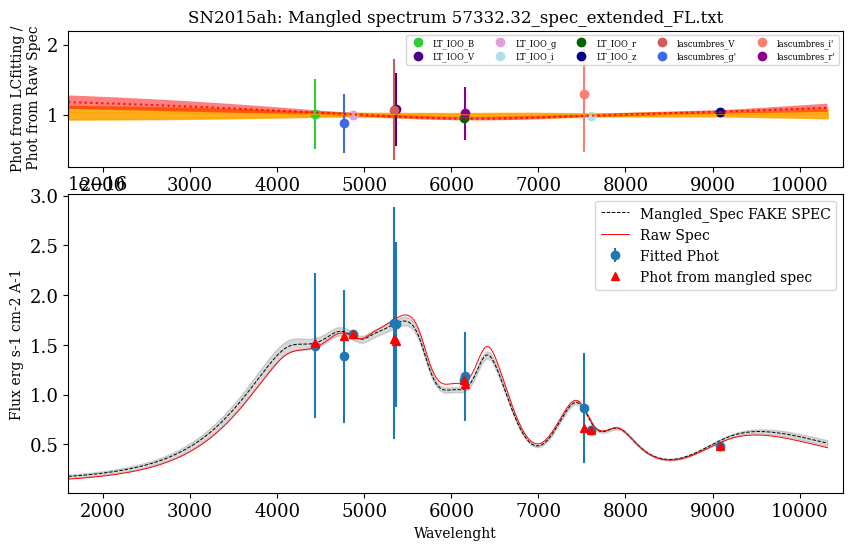 SN2015ah: Mangled spectrum 57332.32_spec_extended_FL.txt
Phot from LCfitting /
Phot from Raw Spec
2
1
LT_IOO_B
LT_IOO_V
LT_IOO_g
LT_IOO_i
LT_IOO_r
LT_IOO_z
lascumbres_V
lascumbres_g'
lascumbres_i'
lascumbres_r'
2000 3000 4000 5000 6000 7000 8000 9000 10000
Flux erg s-1 cm-2 A-1
3.0
2.5
2.0
1.5
1.0
0.5
Mangled_Spec FAKE SPEC
Raw Spec
Fitted Phot
Phot from mangled spec
2000 3000 4000 5000 6000 7000 8000 9000 10000
Wavelenght